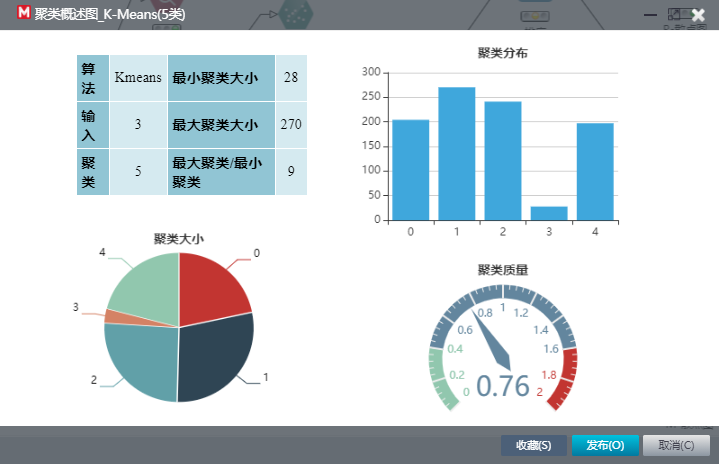 M 聚类概述图_K-Means(5类)
算法 Kmeans 最小聚类大小 28
输入 3 最大聚类大小 270
聚类 5 最大聚类/最小聚类 9
聚类分布
300
250
200
150
100
50
0
0 1 2 3 4
聚类大小
4 0
3
2 1
聚类质量
0 0.2 0.4 0.6 0.8 1 1.2 1.4 1.6 1.8 2
0.76
收藏(S) 发布(O) 取消(C)